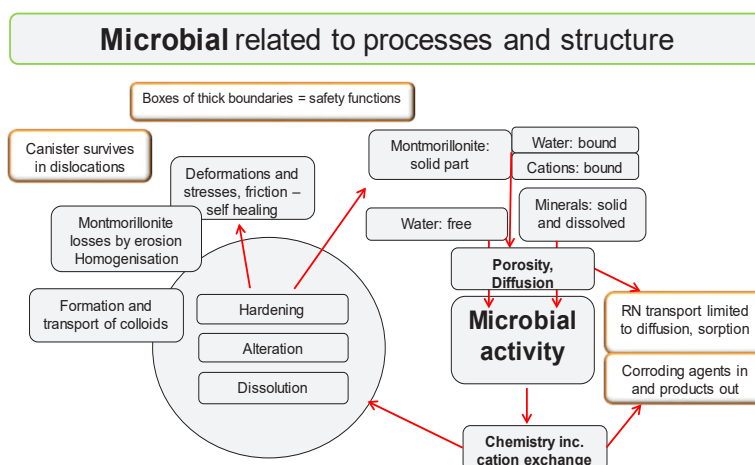 Microbial related to processes and structure
Boxes of thick boundaries = safety functions
Canister survives
in dislocations
Deformations and
stresses, friction –
self healing
Montmorillonite
losses by erosion
Homogenisation
Formation and
transport of colloids
Hardening
Alteration
Dissolution
Montmorillonite:
solid part
Water: bound
Cations: bound
Water: free
Minerals: solid
and dissolved
Porosity,
Diffusion
Microbial
activity
RN transport limited
to diffusion, sorption
Corroding agents in
and products out
Chemistry inc.
cation exchange